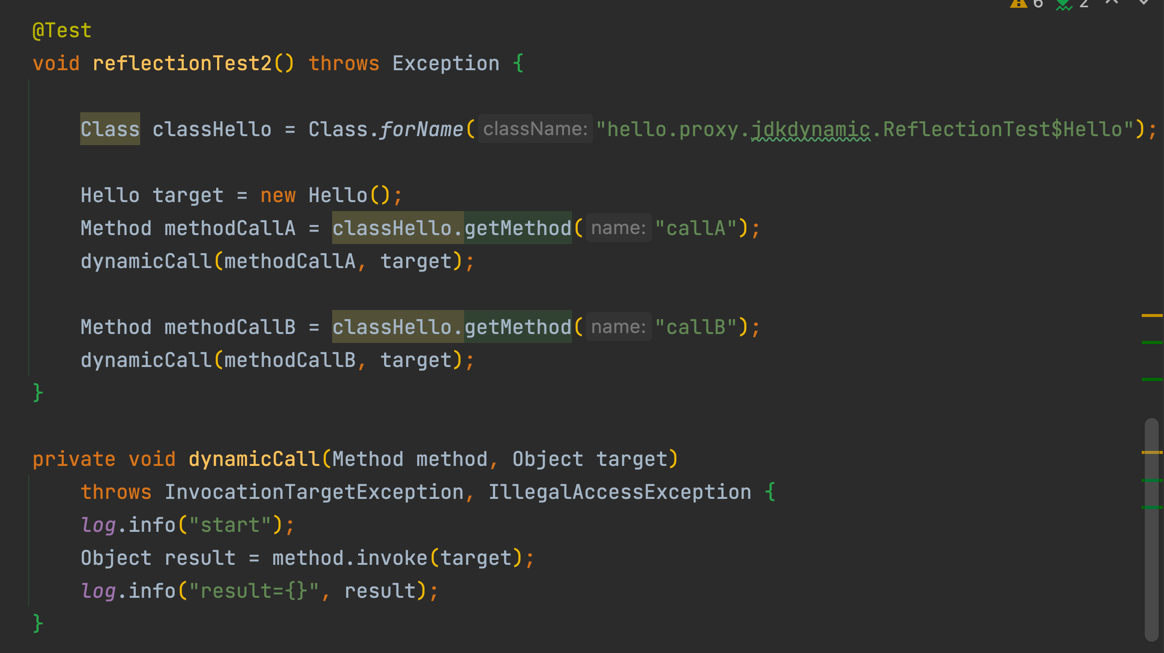 6 2
@Test
void reflectionTest2() throws Exception {
Class classHello = Class.forName( className: "hello.proxy.jdkdynamic.ReflectionTest$Hello");
Hello target = new Hello();
Method methodCallA = classHello.getMethod( name: "callA");
dynamicCall(methodCallA, target);
Method methodCallB = classHello.getMethod( name: "callB");
dynamicCall(methodCallB, target);
}
private void dynamicCall(Method method, Object target)
throws InvocationTargetException, IllegalAccessException {
log.info("start");
Object result = method.invoke(target);
log.info("result={}", result);
}